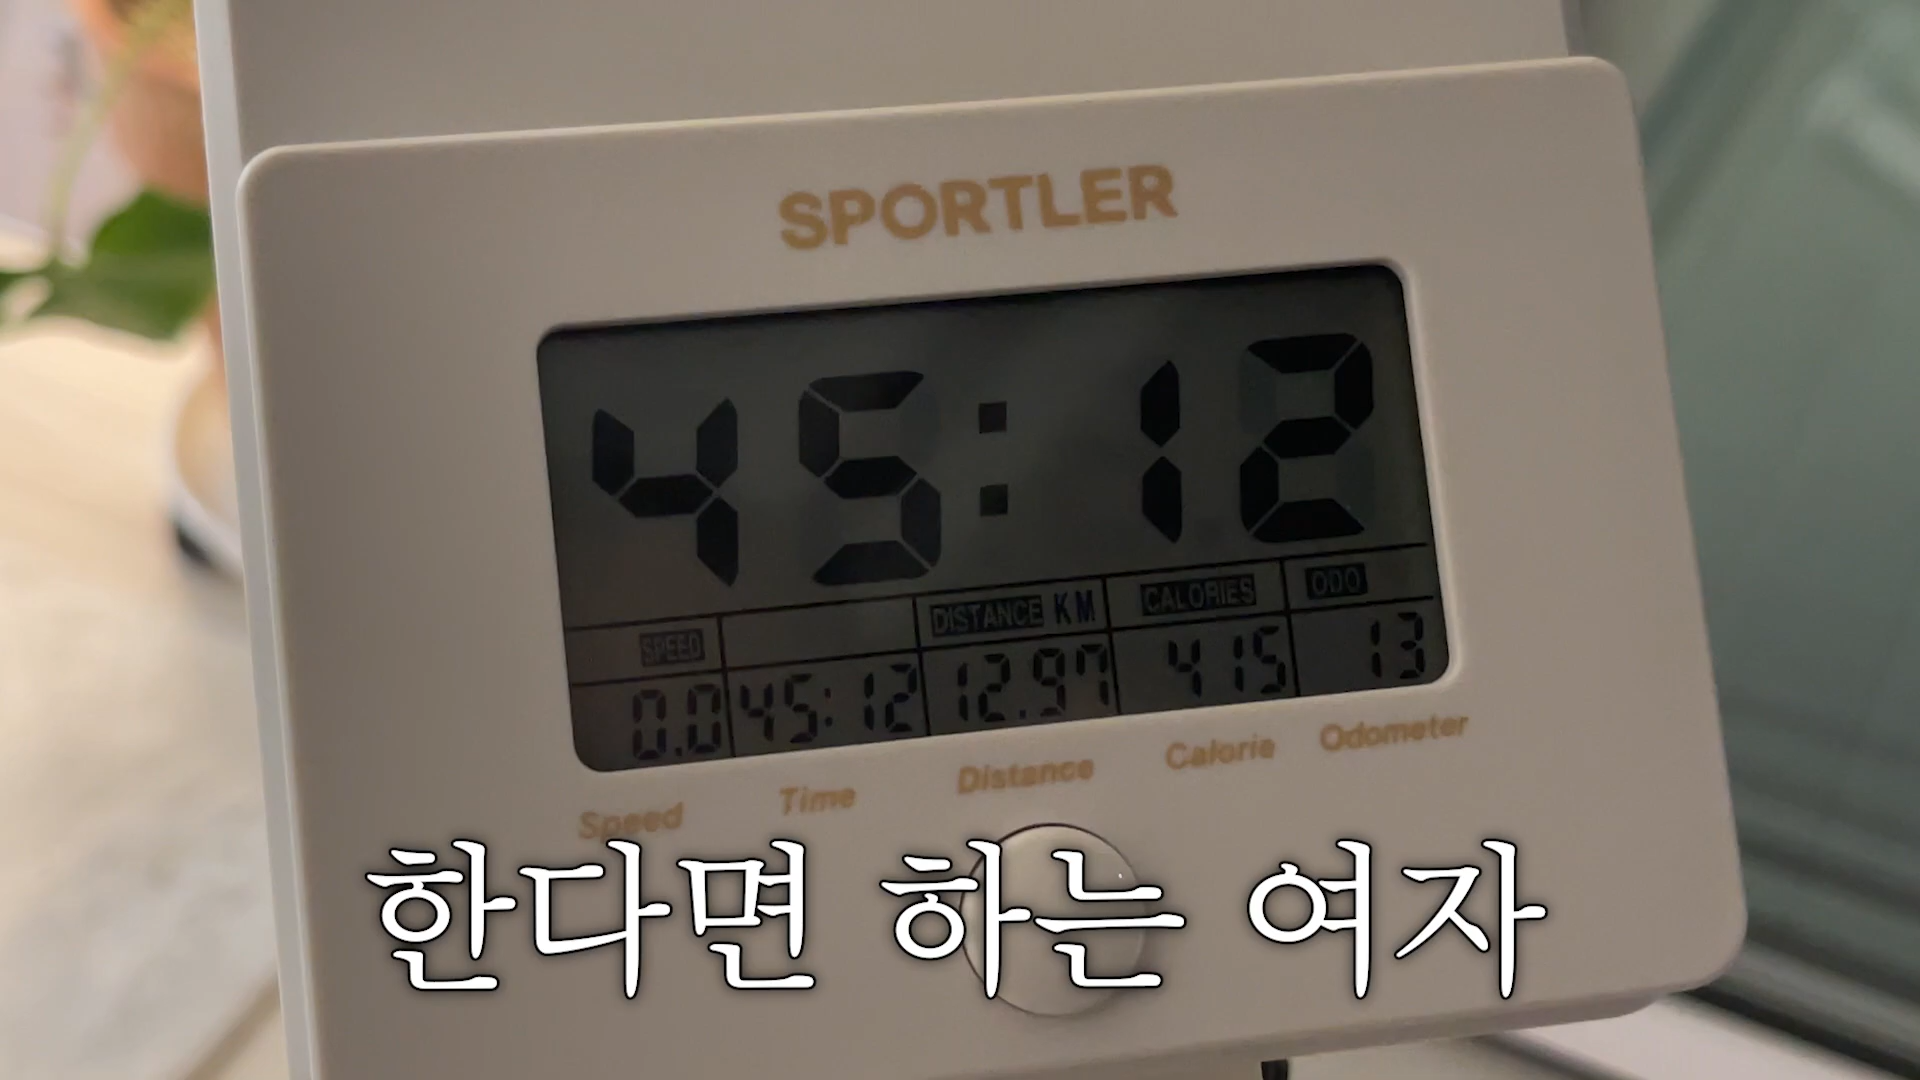 SPORTLER
45:12
SPEED DISTANCE KM CALORIES ODO
0.0 45:12 12.97 415 13
Speed Time Distance Calorie Odometer
한다면 하는 여자